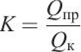 K = Qпр / Qк